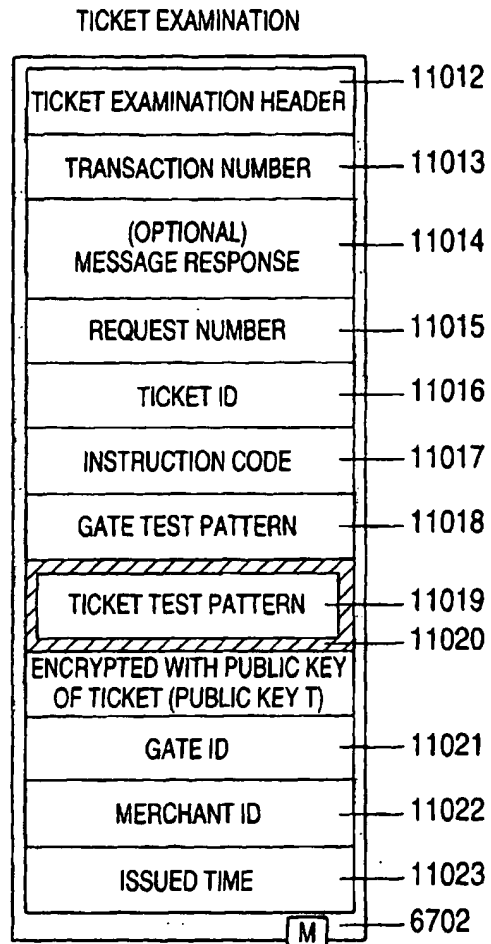 TICKET EXAMINATION
TICKET EXAMINATION HEADER 11012
TRANSACTION NUMBER 11013
(OPTIONAL)
MESSAGE RESPONSE 11014
REQUEST NUMBER 11015
TICKET ID 11016
INSTRUCTION CODE 11017
GATE TEST PATTERN 11018
TICKET TEST PATTERN 11019
11020
ENCRYPTED WITH PUBLIC KEY
OF TICKET (PUBLIC KEY T)
GATE ID 11021
MERCHANT ID 11022
ISSUED TIME 11023
M 6702